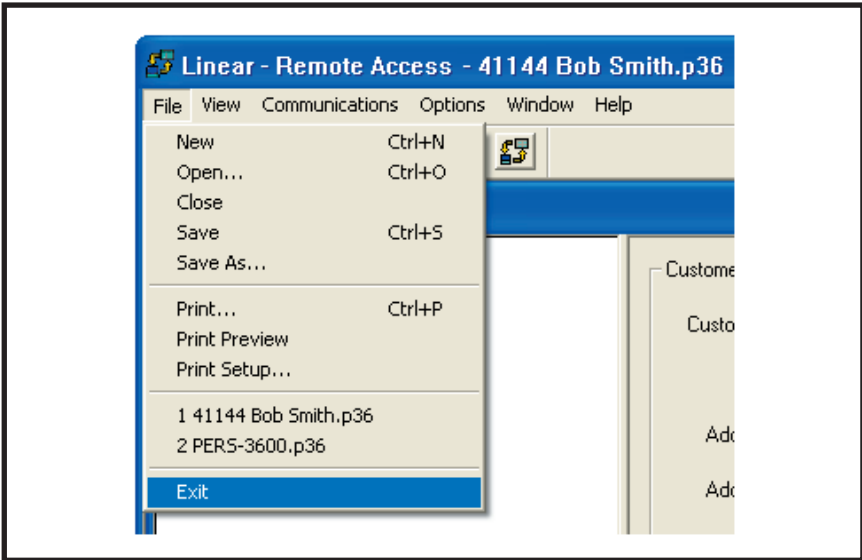 Linear - Remote Access - 41144 Bob Smith.p36
File View Communications Options Window Help
New Ctrl+N
Open... Ctrl+O
Close
Save Ctrl+S
Save As...
Print... Ctrl+P
Print Preview
Print Setup...
1 41144 Bob Smith.p36
2 PERS-3600.p36
Exit
Custome
Custo
Add
Add